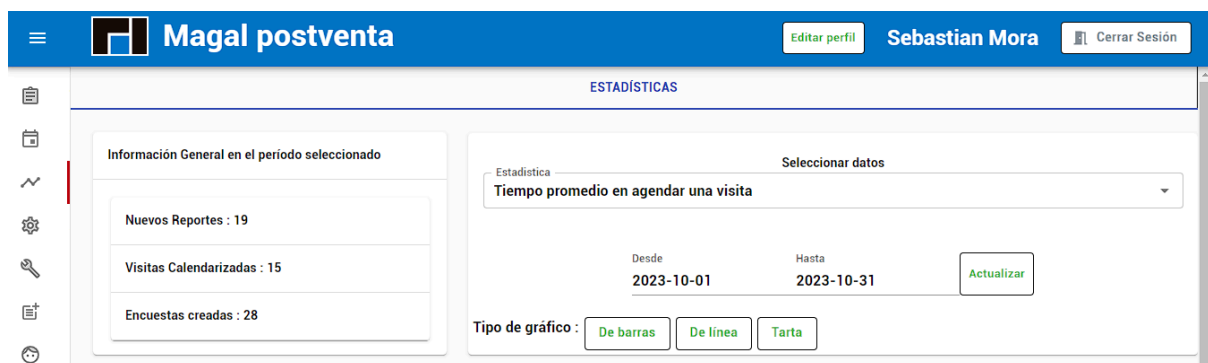 Magal postventa
Editar perfil
Sebastian Mora
Cerrar Sesión
ESTADÍSTICAS
Información General en el período seleccionado
Nuevos Reportes : 19
Visitas Calendarizadas : 15
Encuestas creadas : 28
Seleccionar datos
Estadistica
Tiempo promedio en agendar una visita
Desde
Hasta
2023-10-01
2023-10-31
Actualizar
Tipo de gráfico :
De barras
De línea
Tarta